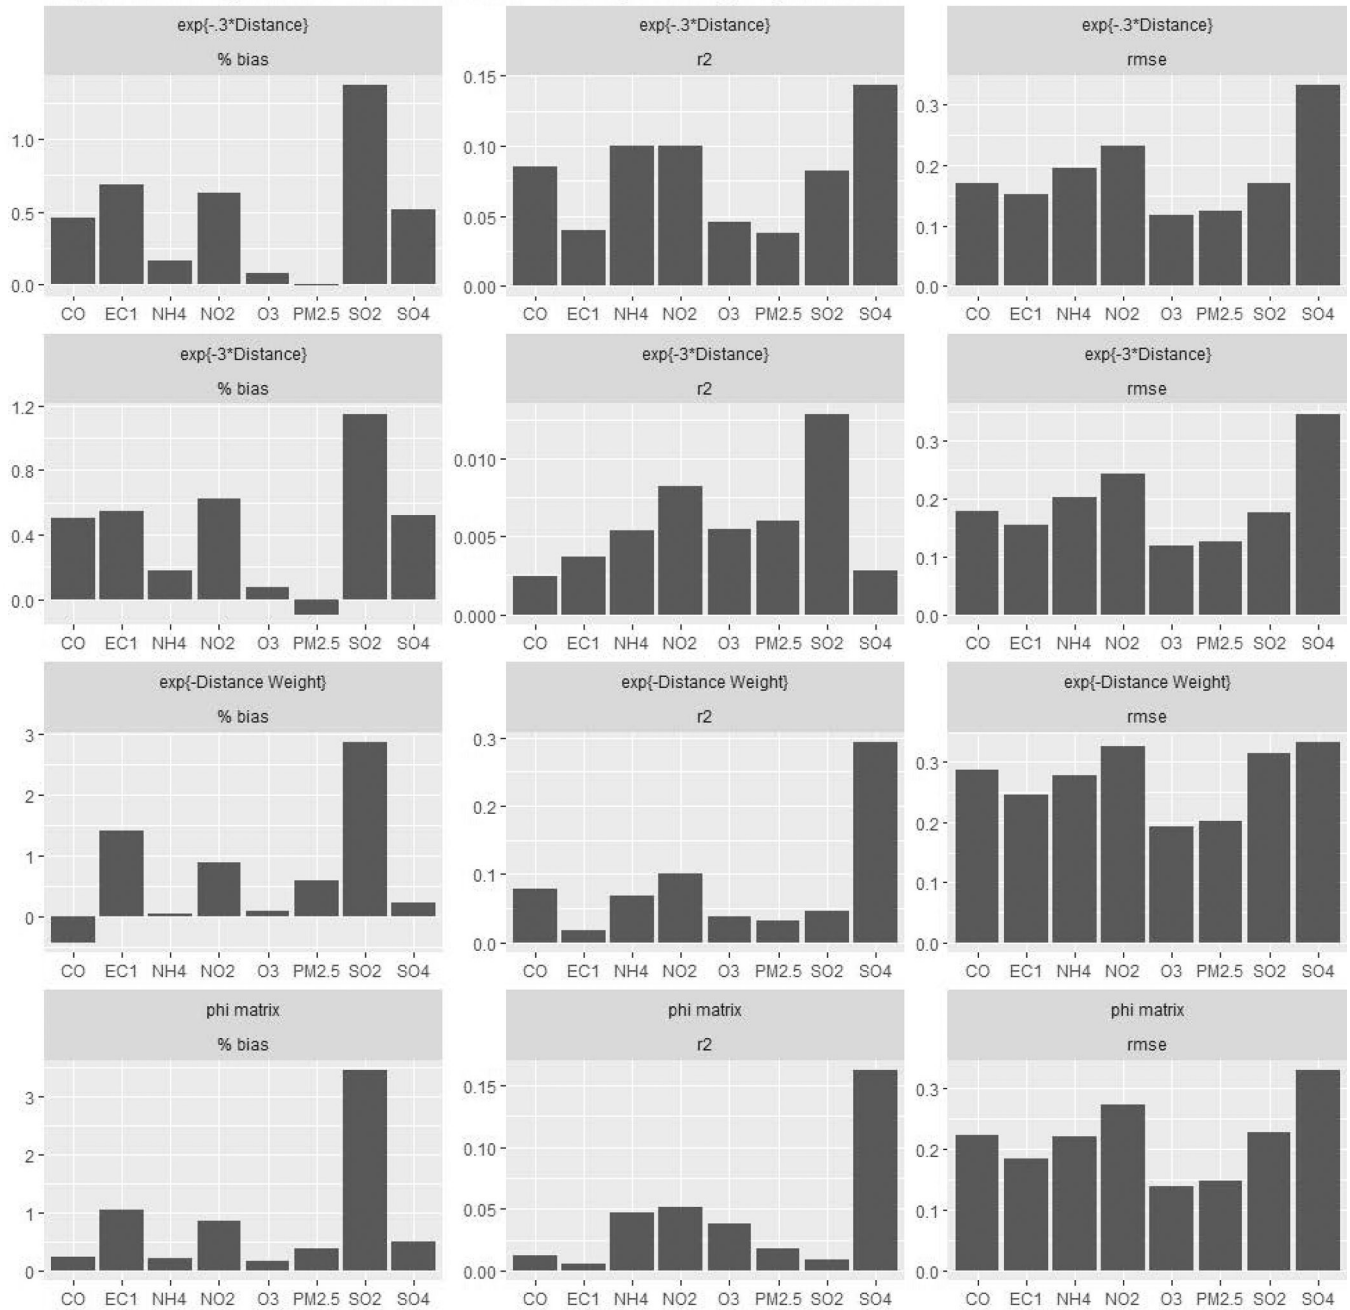 exp{-.3*Distance}
% bias
1.0
0.5
0.0
CO EC1 NH4 NO2 O3 PM2.5 SO2 SO4
exp{-.3*Distance}
r2
0.15
0.10
0.05
0.00
CO EC1 NH4 NO2 O3 PM2.5 SO2 SO4
exp{-.3*Distance}
rmse
0.3
0.2
0.1
0.0
CO EC1 NH4 NO2 O3 PM2.5 SO2 SO4
exp{-3*Distance}
% bias
1.2
0.8
0.4
0.0
CO EC1 NH4 NO2 O3 PM2.5 SO2 SO4
exp{-3*Distance}
r2
0.010
0.005
0.000
CO EC1 NH4 NO2 O3 PM2.5 SO2 SO4
exp{-3*Distance}
rmse
0.3
0.2
0.1
0.0
CO EC1 NH4 NO2 O3 PM2.5 SO2 SO4
exp{-Distance Weight}
% bias
3
2
1
0
CO EC1 NH4 NO2 O3 PM2.5 SO2 SO4
exp{-Distance Weight}
r2
0.3
0.2
0.1
0.0
CO EC1 NH4 NO2 O3 PM2.5 SO2 SO4
exp{-Distance Weight}
rmse
0.3
0.2
0.1
0.0
CO EC1 NH4 NO2 O3 PM2.5 SO2 SO4
phi matrix
% bias
3
2
1
0
CO EC1 NH4 NO2 O3 PM2.5 SO2 SO4
phi matrix
r2
0.15
0.10
0.05
0.00
CO EC1 NH4 NO2 O3 PM2.5 SO2 SO4
phi matrix
rmse
0.3
0.2
0.1
0.0
CO EC1 NH4 NO2 O3 PM2.5 SO2 SO4